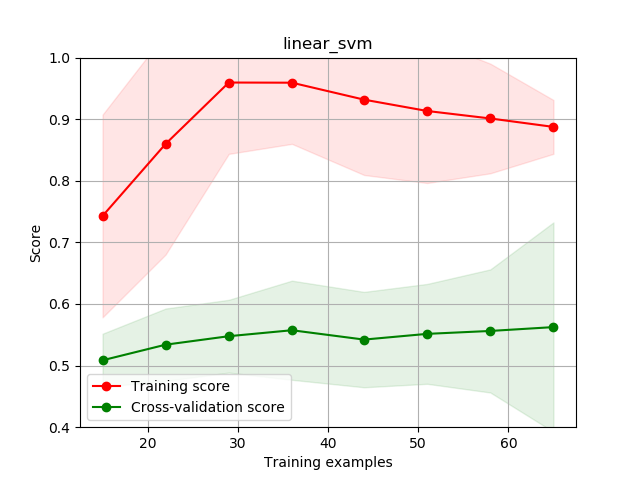 linear_svm
1.0
0.9
0.8
0.7
0.6
0.5
0.4
Score
Training score
Cross-validation score
20 30 40 50 60
Training examples